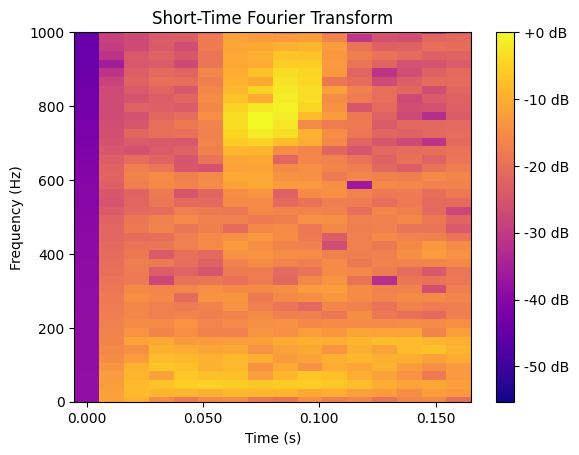 Short-Time Fourier Transform
1000
800
600
400
200
0
Frequency (Hz)
0.000
0.050
0.100
0.150
Time (s)
+0 dB
-10 dB
-20 dB
-30 dB
-40 dB
-50 dB